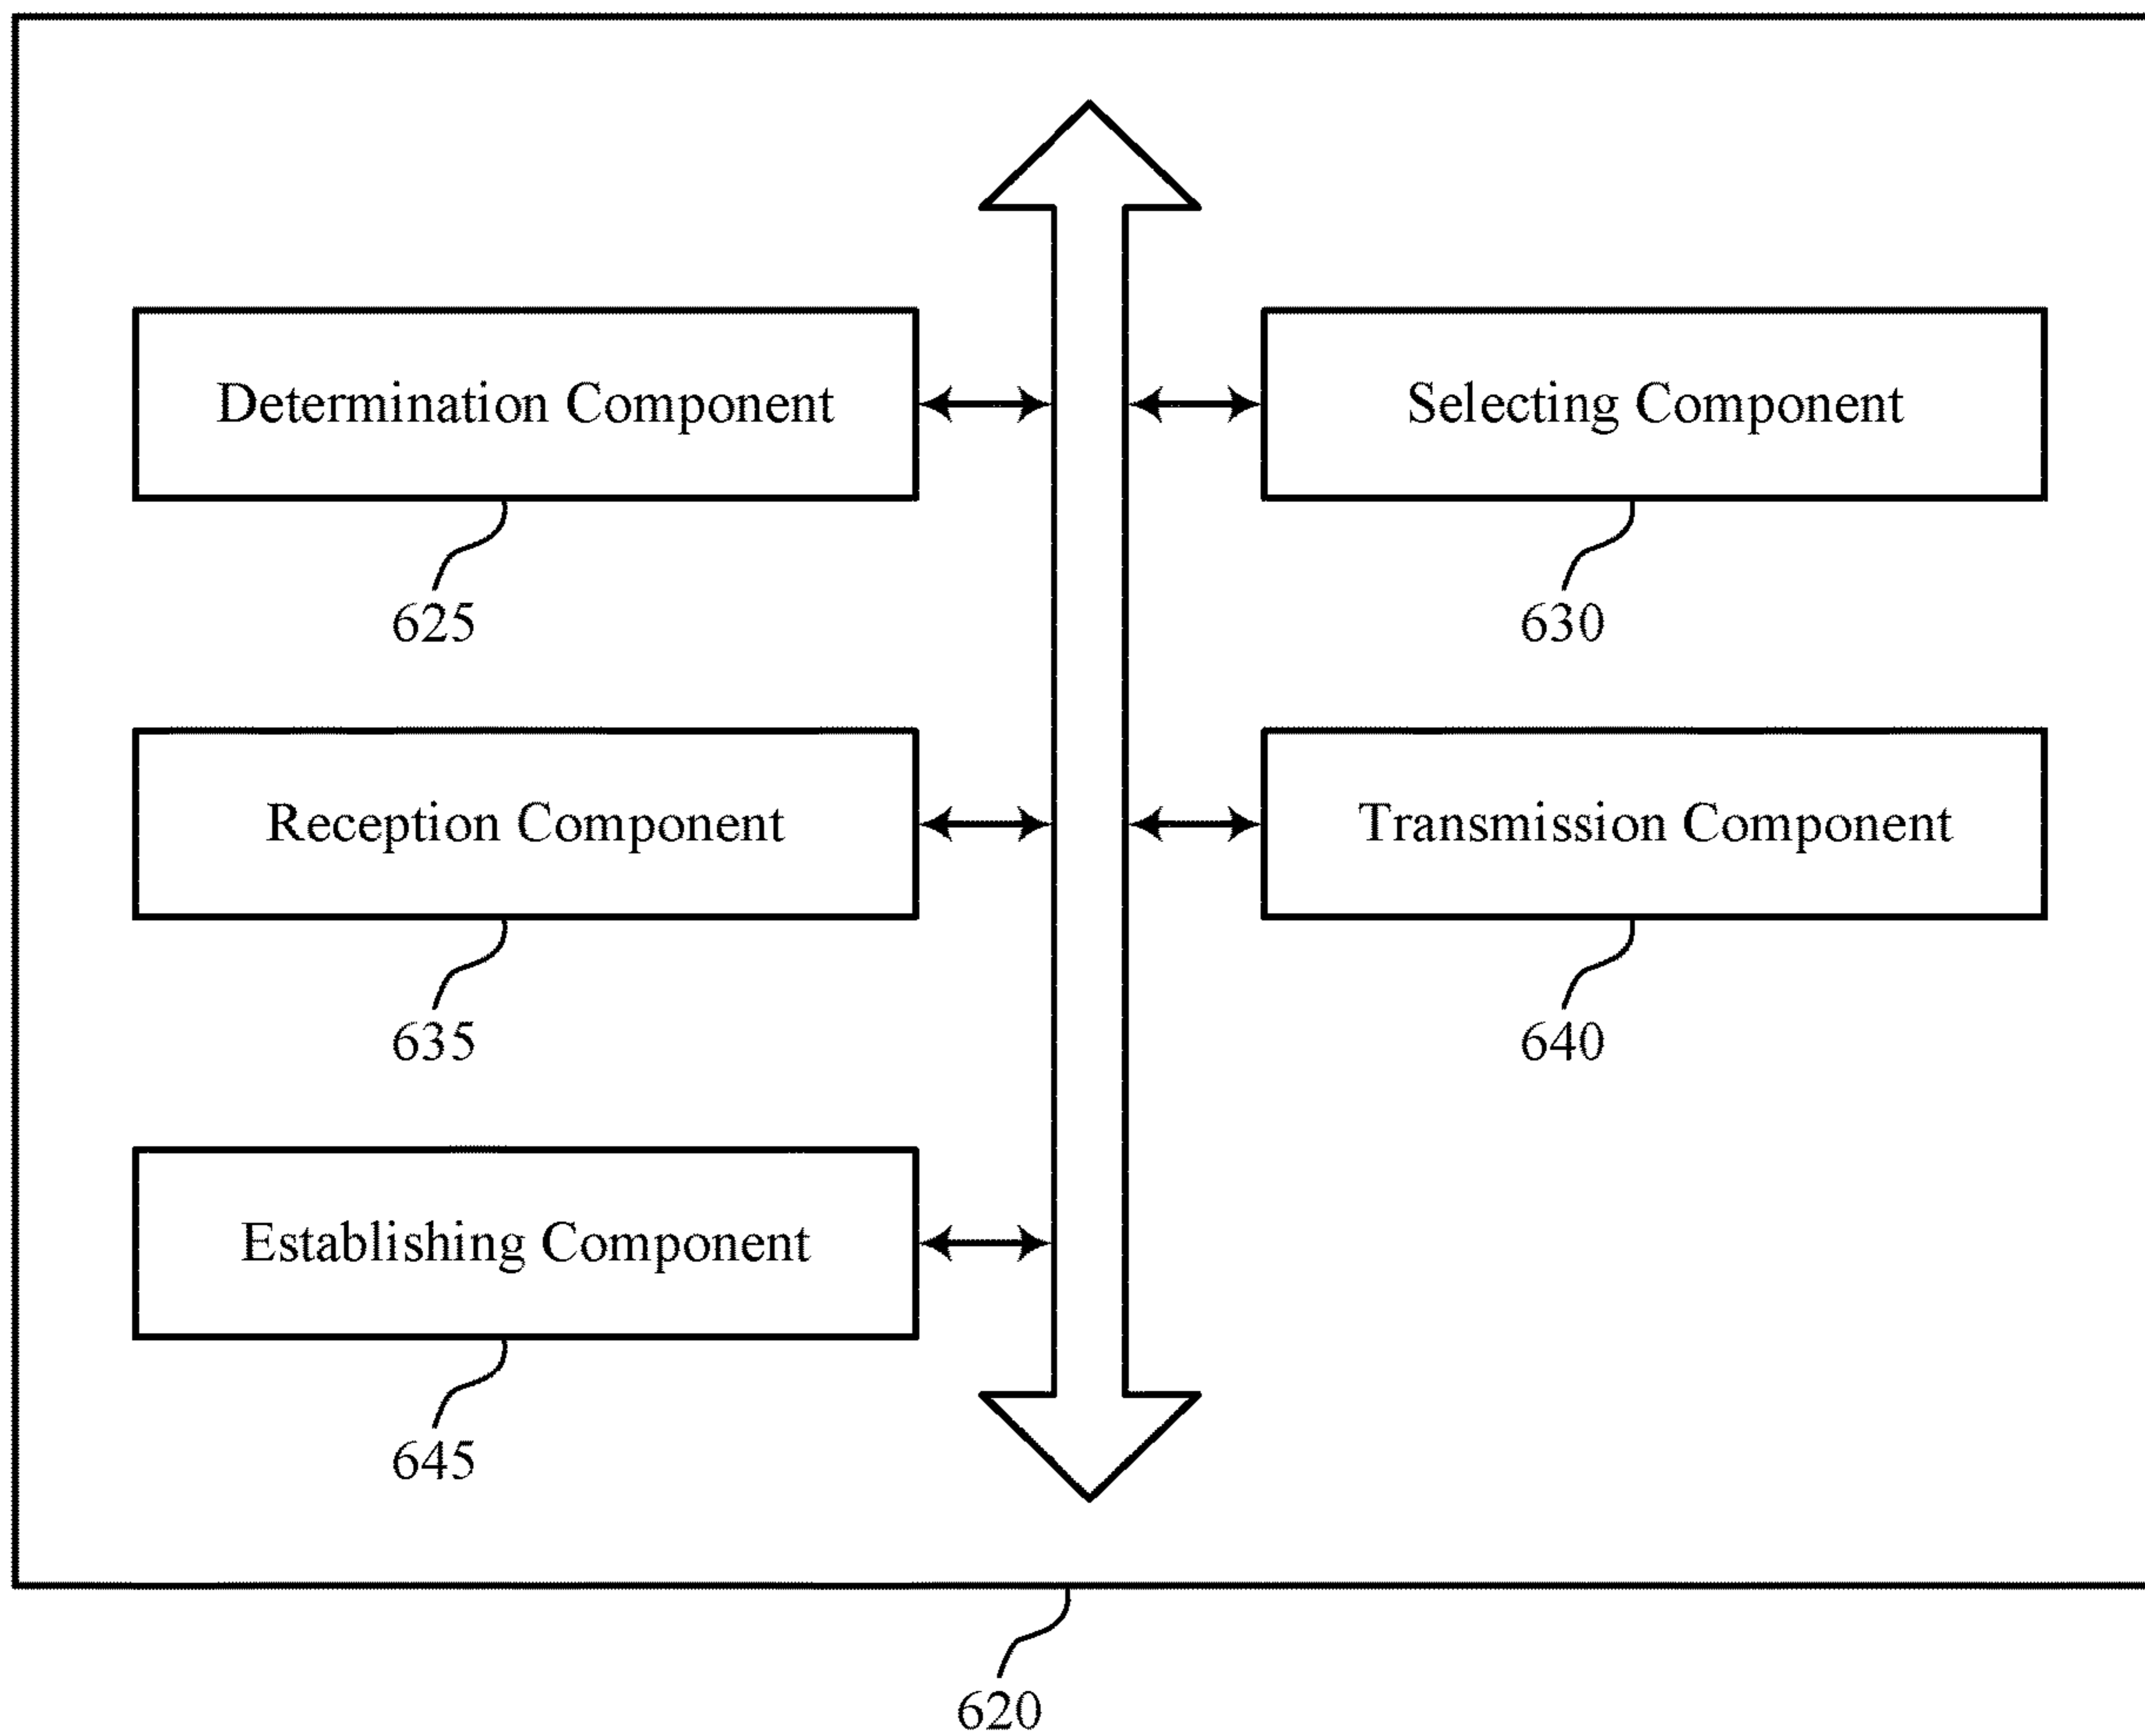 Determination Component
Selecting Component
625
630
Reception Component
Transmission Component
635
640
Establishing Component
645
620